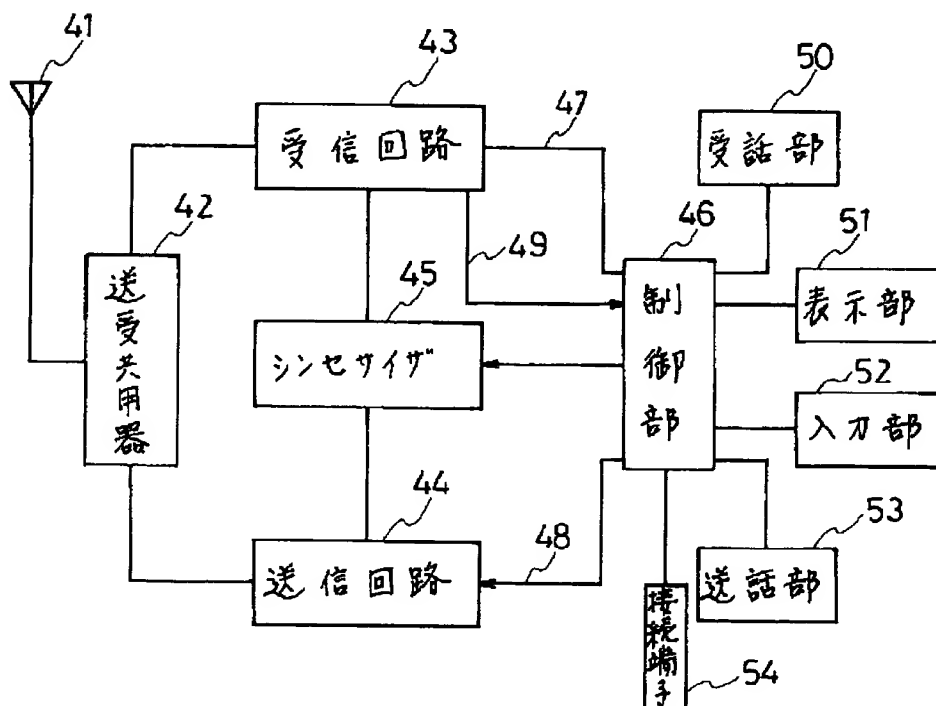 41
43
受信回路
47
50
受話部
42
送受共用器
49
46
制御部
51
表示部
45
シンセサイザ
52
入力部
44
送信回路
48
53
送話部
接続端子
54